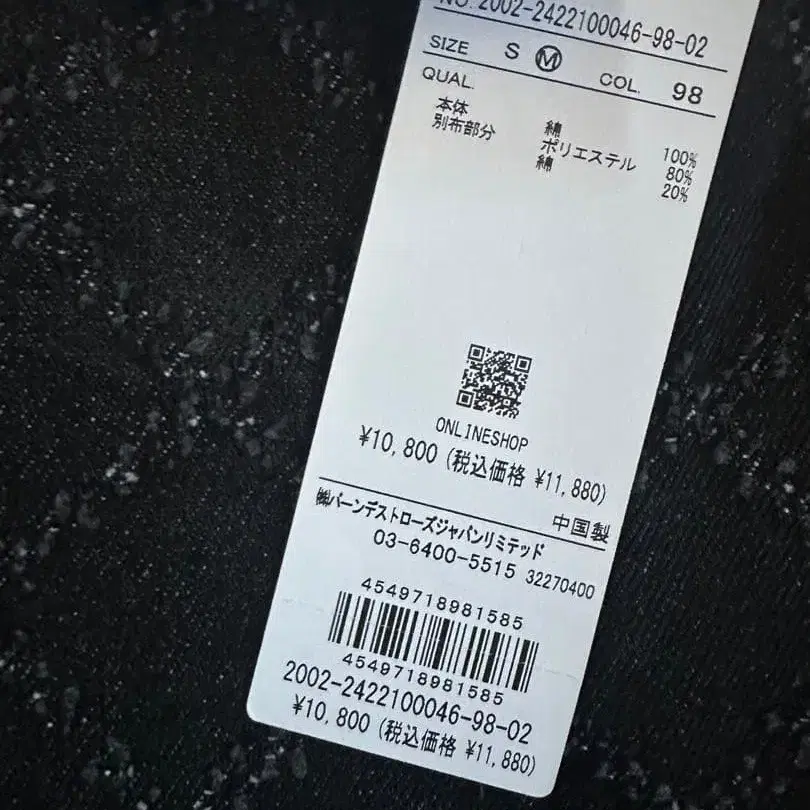 NO. 2002-2422100046-98-02
SIZE S Ⓜ COL. 98
QUAL.
本体 綿 100%
別布部分 ポリエステル 80%
綿 20%
ONLINESHOP
¥10,800 (税込価格 ¥11,880)
中国製
㈱バーンデストローズジャパンリミテッド
03-6400-5515 32270400
4549718981585
4549718981585
2002-2422100046-98-02
¥10,800 (税込価格 ¥11,880)